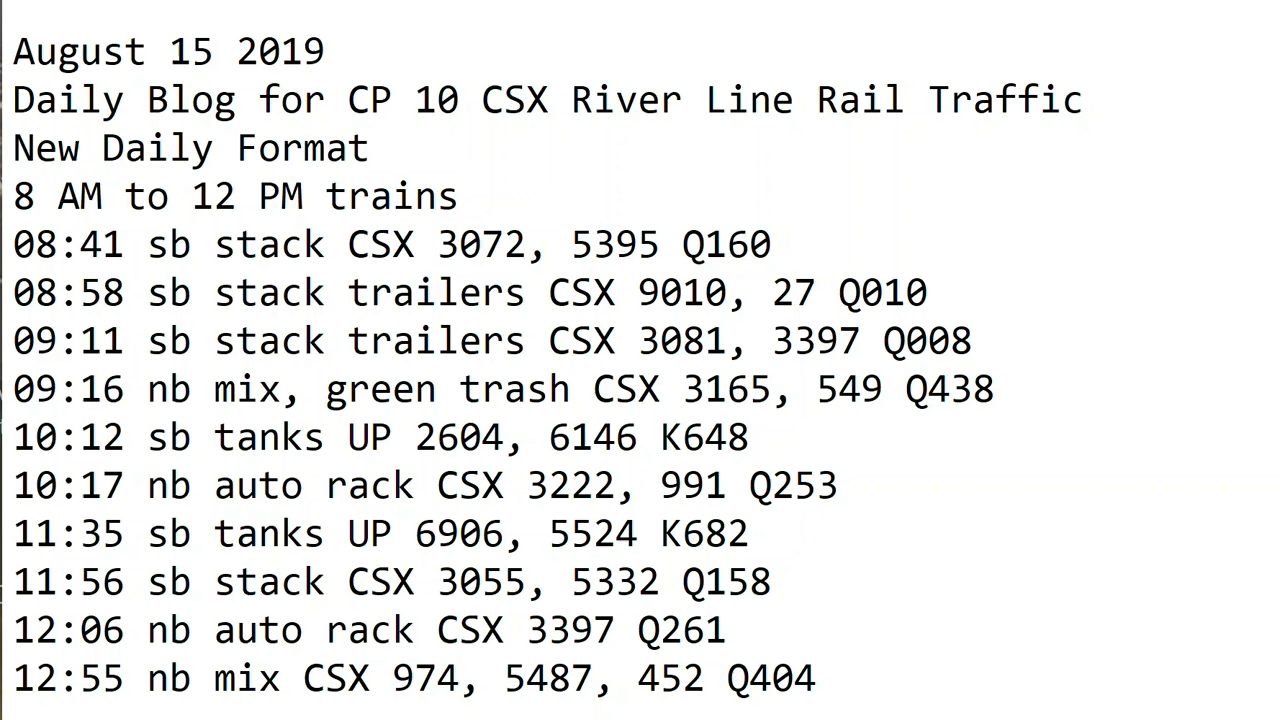 August 15 2019
Daily Blog for CP 10 CSX River Line Rail Traffic
New Daily Format
8 AM to 12 PM trains
08:41 sb stack CSX 3072, 5395 Q160
08:58 sb stack trailers CSX 9010, 27 Q010
09:11 sb stack trailers CSX 3081, 3397 Q008
09:16 nb mix, green trash CSX 3165, 549 Q438
10:12 sb tanks UP 2604, 6146 K648
10:17 nb auto rack CSX 3222, 991 Q253
11:35 sb tanks UP 6906, 5524 K682
11:56 sb stack CSX 3055, 5332 Q158
12:06 nb auto rack CSX 3397 Q261
12:55 nb mix CSX 974, 5487, 452 Q404